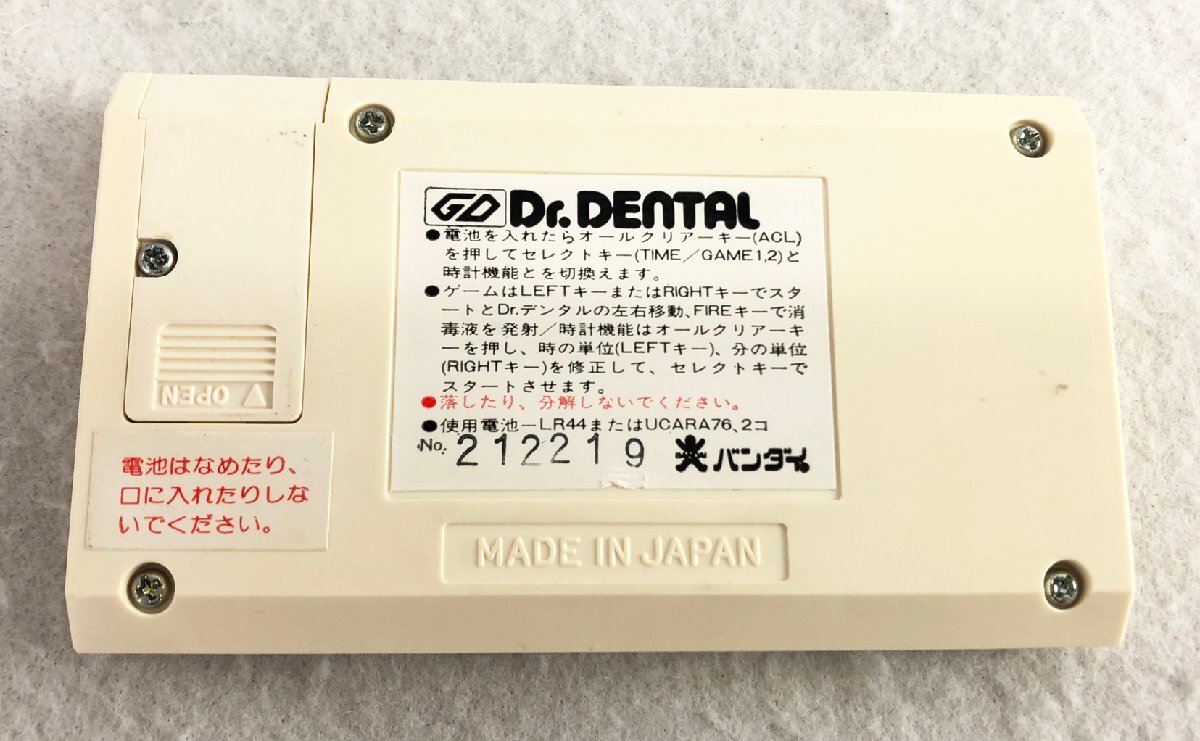 GD Dr.DENTAL
●電池を入れたらオールクリアーキー(ACL)
を押してセレクトキー(TIME/GAME1,2)と
時計機能とを切換えます。
●ゲームはLEFTキーまたはRIGHTキーでスタ
ートとDr.デンタルの左右移動、FIREキーで消
毒液を発射/時計機能はオールクリアーキ
ーを押し、時の単位(LEFTキー)、分の単位
(RIGHTキー)を修正して、セレクトキーで
スタートさせます。
●落したり、分解しないでください。
●使用電池ーLR44またはUCARA76、2コ
No. 212219 バンダイ
OPEN
電池はなめたり、
口に入れたりしな
いでください。
MADE IN JAPAN